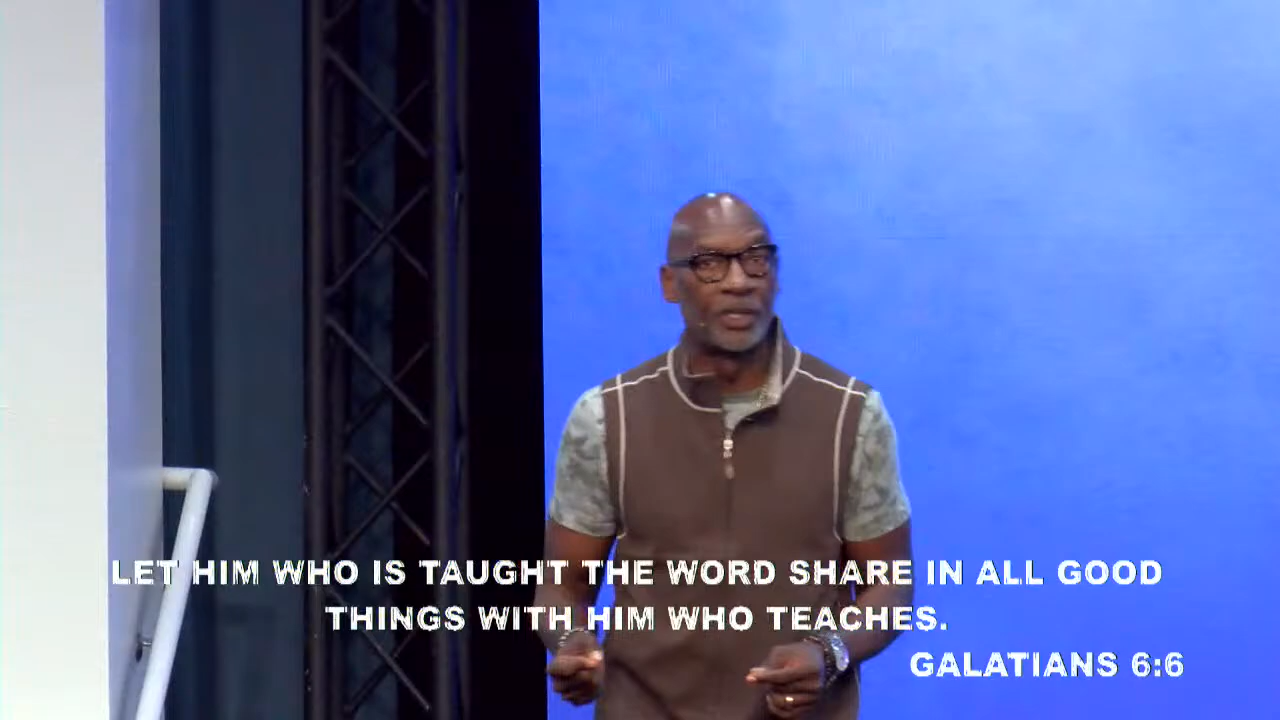 LET HIM WHO IS TAUGHT THE WORD SHARE IN ALL GOOD
THINGS WITH HIM WHO TEACHES.
GALATIANS 6:6